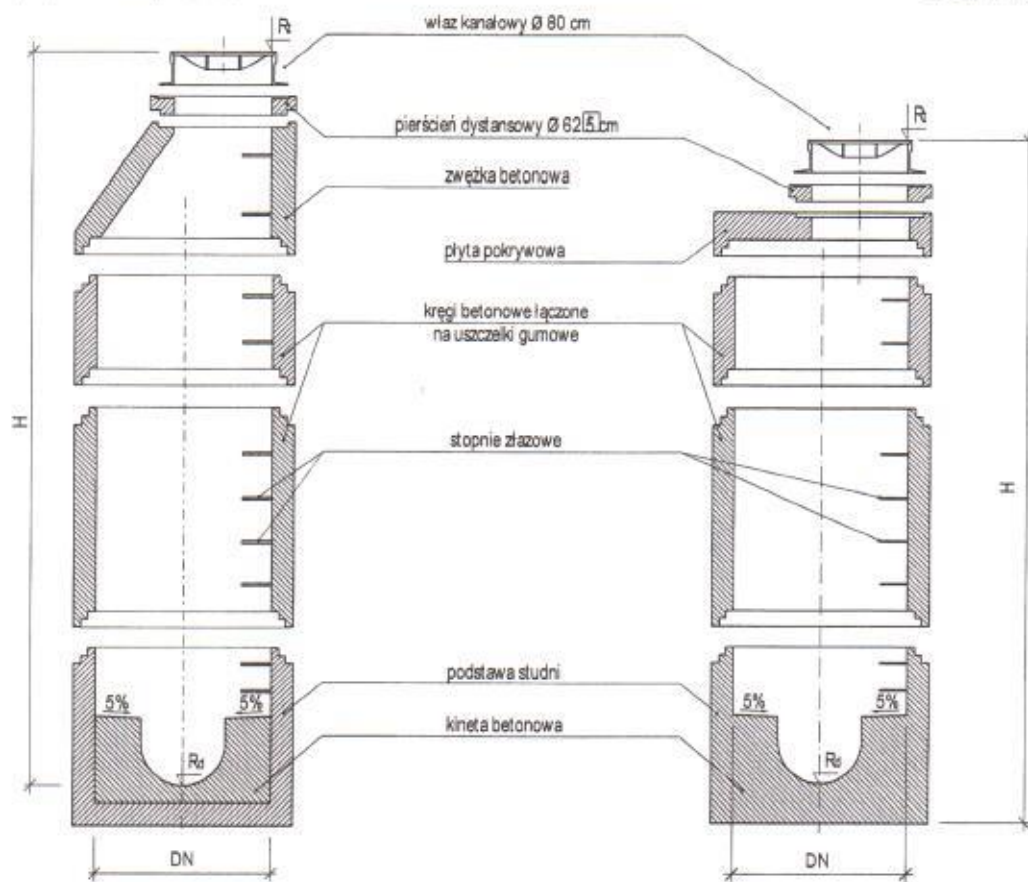 Rt
właz kanałowy Ø 80 cm
pierścień dystansowy Ø 62,5 cm
Rt
zwężka betonowa
płyta pokrywowa
kręgi betonowe łączone
na uszczelki gumowe
H
stopnie złazowe
H
podstawa studni
5%
5%
5%
5%
kineta betonowa
Rd
Rd
DN
DN